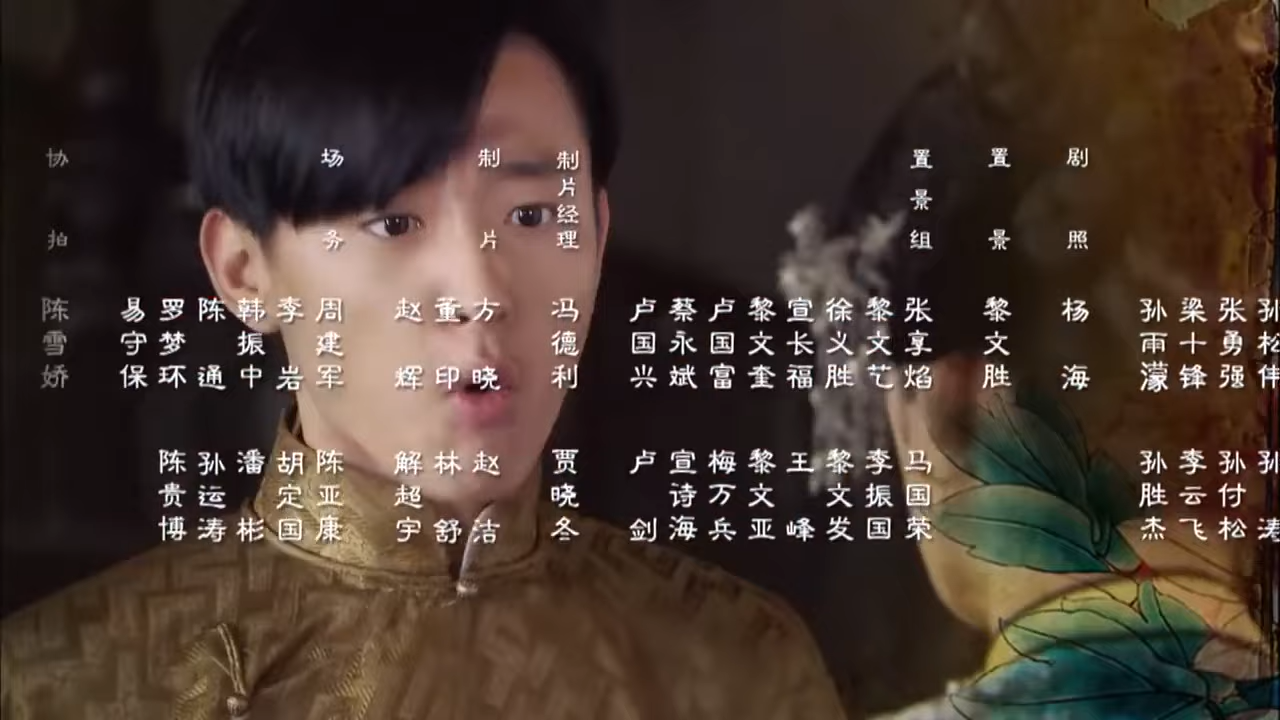 孙松伟
张勇强
梁十锋
孙雨濛
孙涛
孙付松
李云飞
孙胜杰
剧照
杨海
置景
黎文胜
置景组
张享焰
黎文艺
徐义胜
宣长福
黎文奎
卢国富
蔡永斌
卢国兴
马国荣
李振国
黎文发
王峰
黎文亚
梅万兵
宣诗海
卢剑
制片经理
冯德利
贾晓冬
制片
方晓
董印
赵辉
赵洁
林舒
解超宇
场务
周建军
李岩
韩振中
陈通
罗梦环
易守保
陈亚康
胡定国
潘彬
孙运涛
陈贵博
协拍
陈雪娇